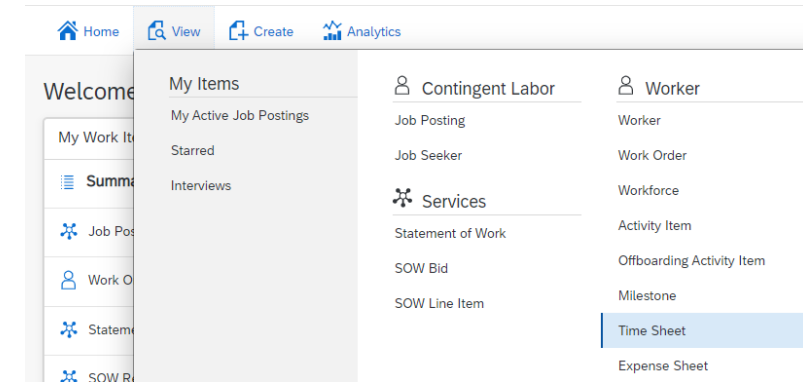 Home
View
Create
Analytics
Welcome
My Work
Summa
Job Pos
Work O
Stateme
SOW Re
My Items
My Active Job Postings
Starred
Interviews
Contingent Labor
Job Posting
Job Seeker
Services
Statement of Work
SOW Bid
SOW Line Item
Worker
Worker
Work Order
Workforce
Activity Item
Offboarding Activity Item
Milestone
Time Sheet
Expense Sheet